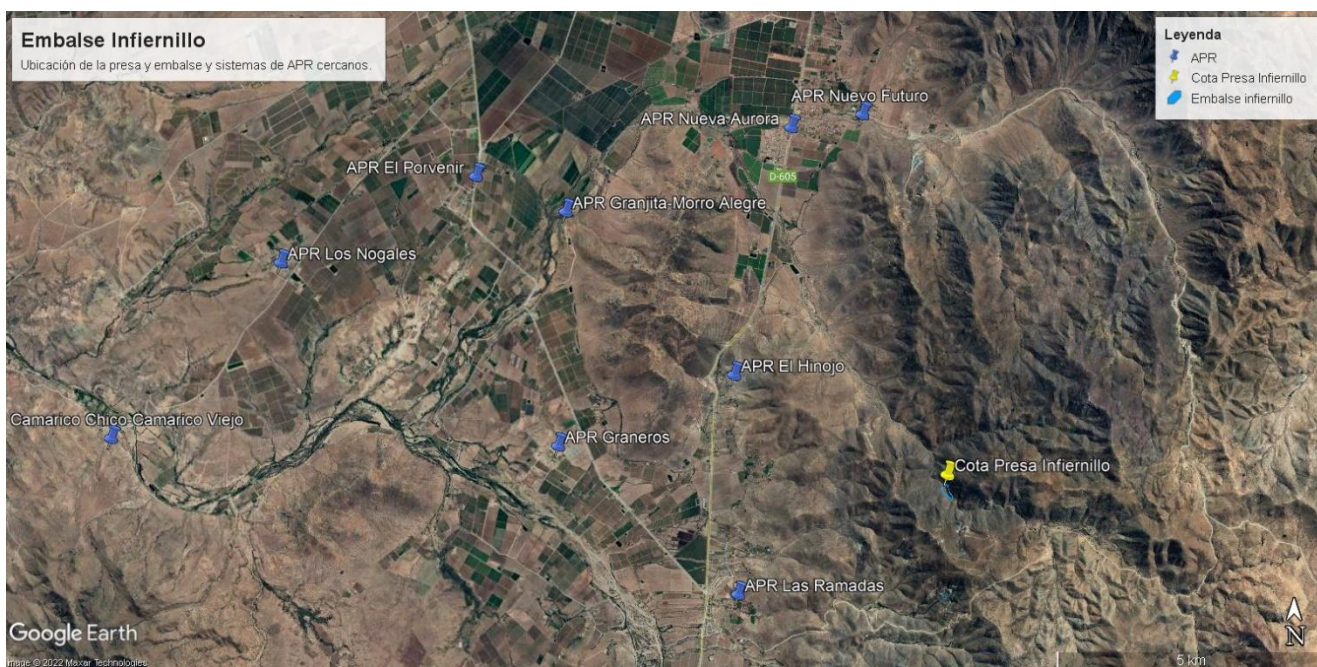 Embalse Infiernillo
Ubicación de la presa y embalse y sistemas de APR cercanos.
Leyenda
APR
Cota Presa Infiernillo
Embalse infiernillo
APR Nuevo Futuro
APR Nueva Aurora
APR El Porvenir
D-605
APR Granjita-Morro Alegre
APR Los Nogales
APR El Hinojo
Camarico Chico-Camarico Viejo
APR Graneros
Cota Presa Infiernillo
APR Las Ramadas
Google Earth
N
Image © 2022 Maxar Technologies
5 km